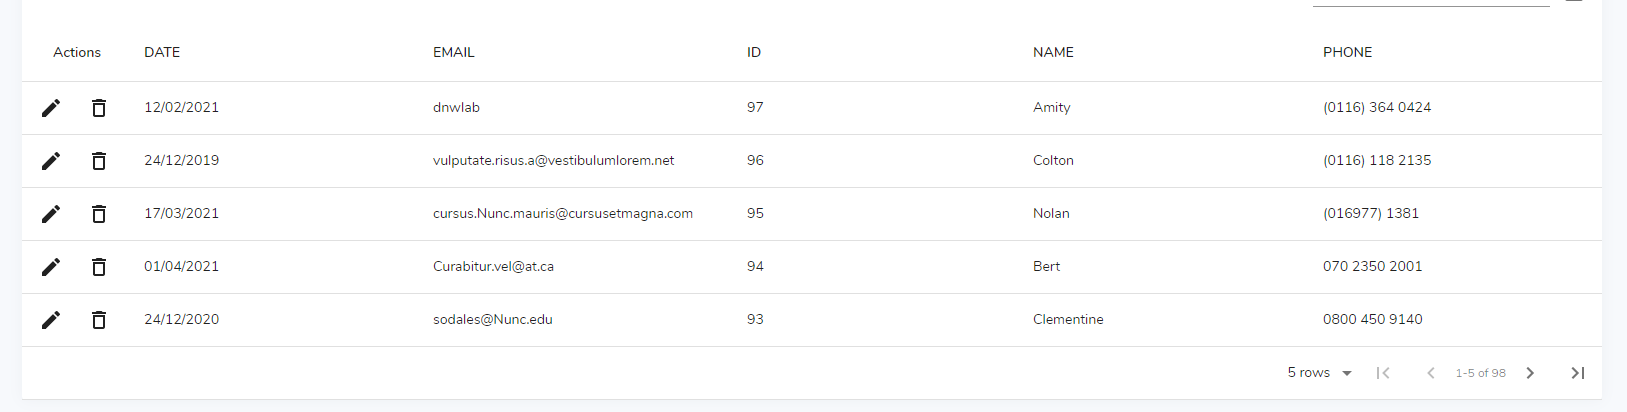 Actions DATE EMAIL ID NAME PHONE
12/02/2021 dnwlab 97 Amity (0116) 364 0424
24/12/2019 vulputate.risus.a@vestibulumlorem.net 96 Colton (0116) 118 2135
17/03/2021 cursus.Nunc.mauris@cursusetmagna.com 95 Nolan (016977) 1381
01/04/2021 Curabitur.vel@at.ca 94 Bert 070 2350 2001
24/12/2020 sodales@Nunc.edu 93 Clementine 0800 450 9140
5 rows 1-5 of 98